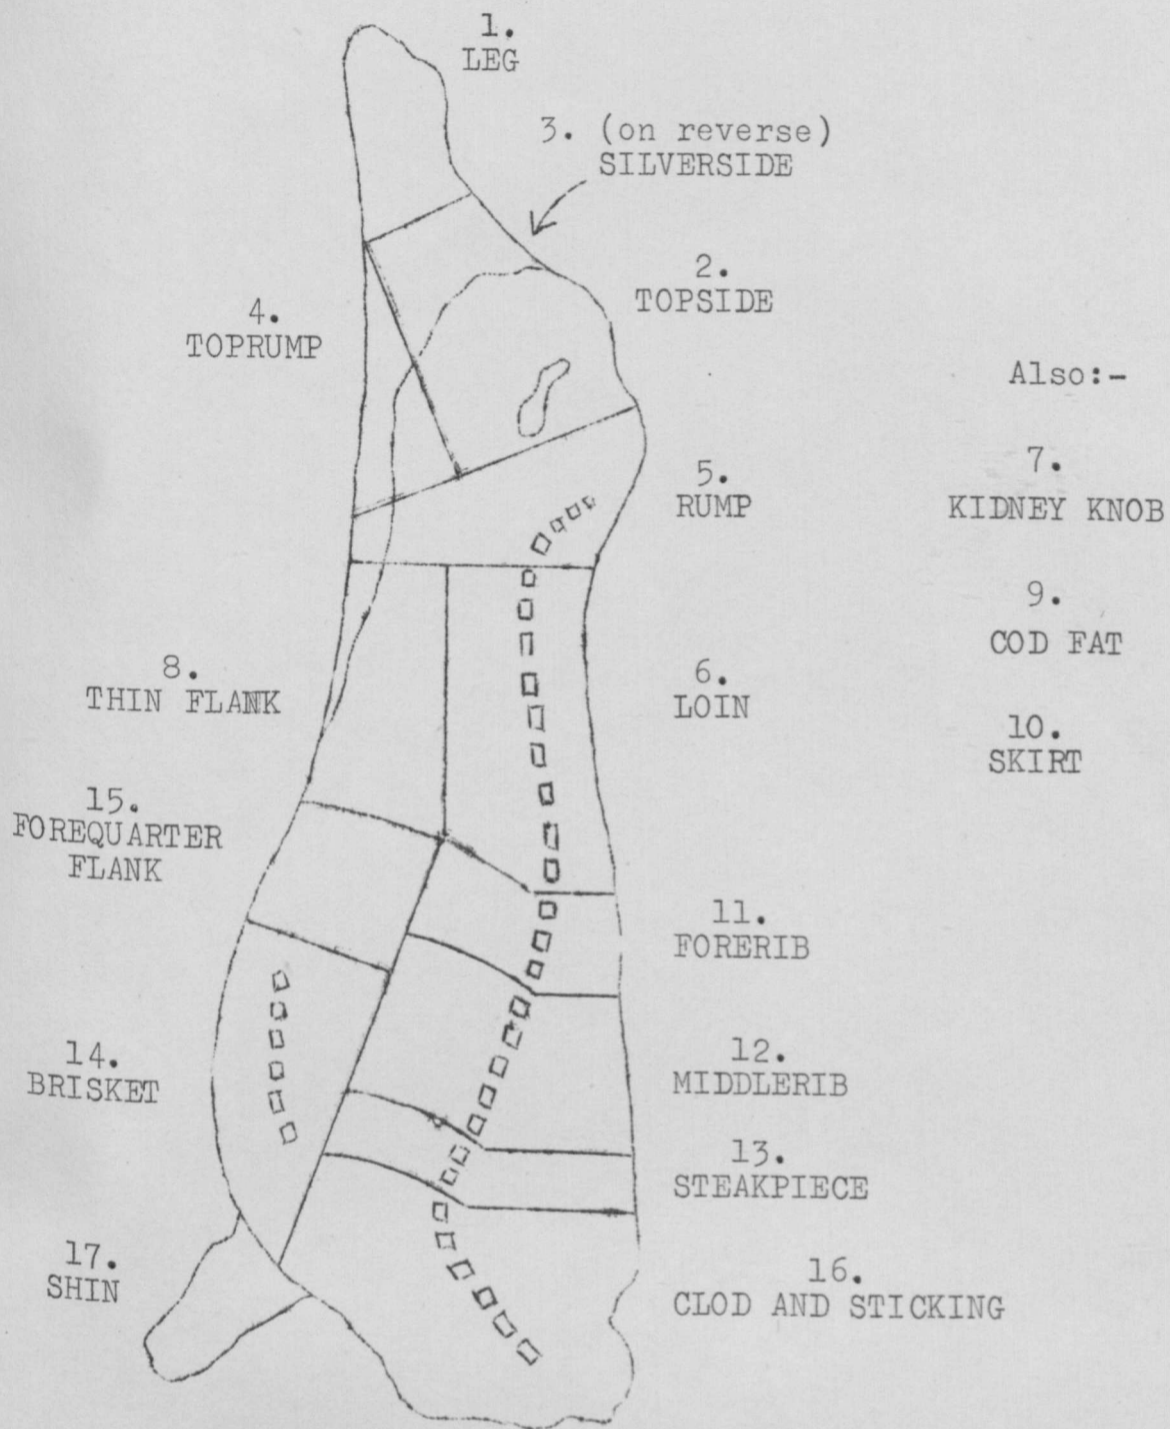 1.
LEG
3. (on reverse)
SILVERSIDE
2.
TOPSIDE
4.
TOPRUMP
Also:-
7.
KIDNEY KNOB
5.
RUMP
9.
COD FAT
8.
THIN FLANK
6.
LOIN
10.
SKIRT
15.
FOREQUARTER
FLANK
11.
FORERIB
14.
BRISKET
12.
MIDDLERIB
13.
STEAKPIECE
17.
SHIN
16.
CLOD AND STICKING